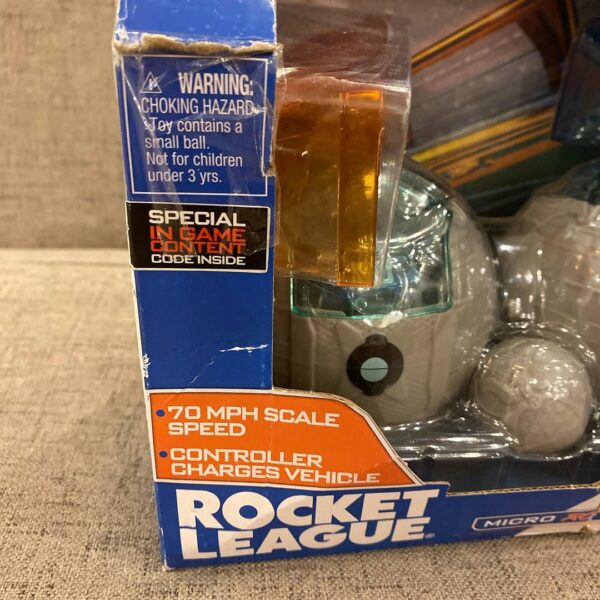 WARNING:
CHOKING HAZARD-
Toy contains a
small ball.
Not for children
under 3 yrs.
SPECIAL
IN GAME
CONTENT
CODE INSIDE
• 70 MPH SCALE
SPEED
• CONTROLLER
CHARGES VEHICLE
ROCKET
LEAGUE®
MICRO